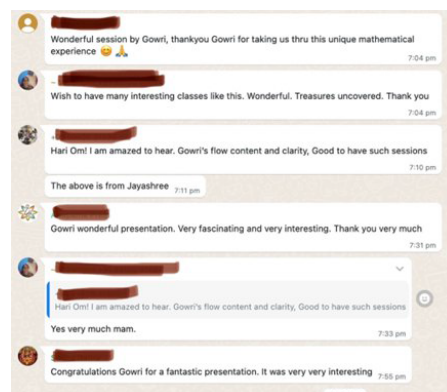 Wonderful session by Gowri, thankyou Gowri for taking us thru this unique mathematical
experience 😊 🙏
7:04 pm
Wish to have many interesting classes like this. Wonderful. Treasures uncovered. Thank you
7:04 pm
Hari Om! I am amazed to hear. Gowri's flow content and clarity, Good to have such sessions
7:10 pm
The above is from Jayashree 7:11 pm
Gowri wonderful presentation. Very fascinating and very interesting. Thank you very much
7:31 pm
Hari Om! I am amazed to hear. Gowri's flow content and clarity, Good to have such sessions
Yes very much mam.
7:33 pm
Congratulations Gowri for a fantastic presentation. It was very very interesting 7:55 pm